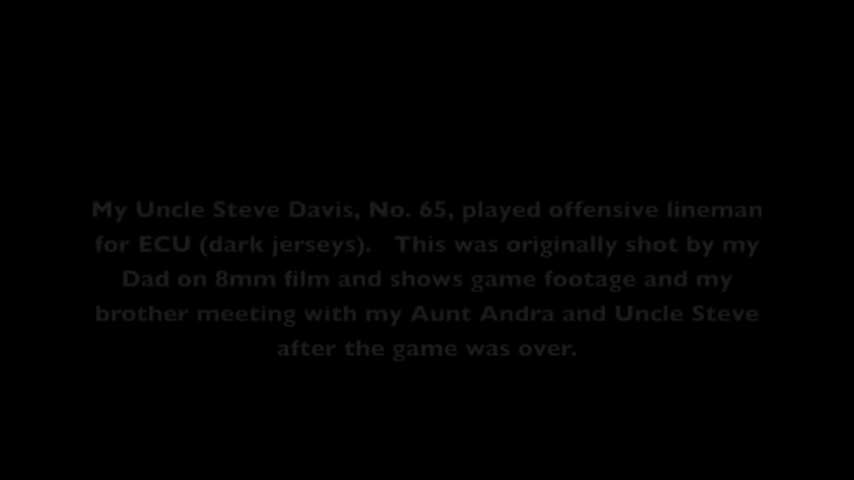 My Uncle Steve Davis, No. 65, played offensive lineman
for ECU (dark jerseys). This was originally shot by my
Dad on 8mm film and shows game footage and my
brother meeting with my Aunt Andra and Uncle Steve
after the game was over.